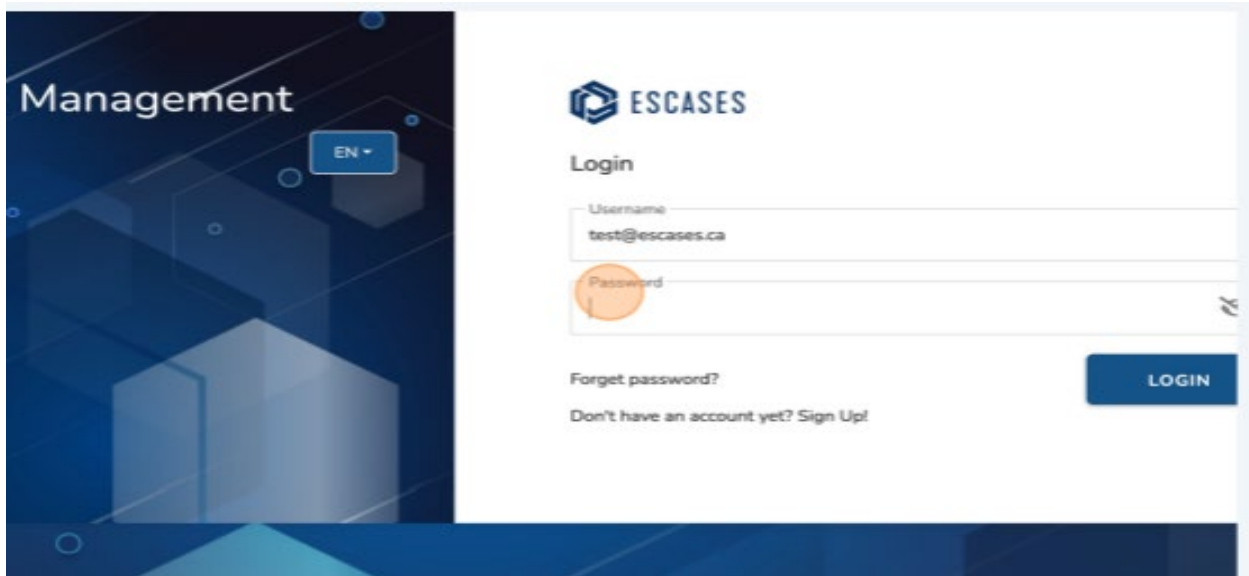 Management
EN
ESCASES
Login
Username
test@escases.ca
Password
Forget password?
LOGIN
Don't have an account yet? Sign Up!